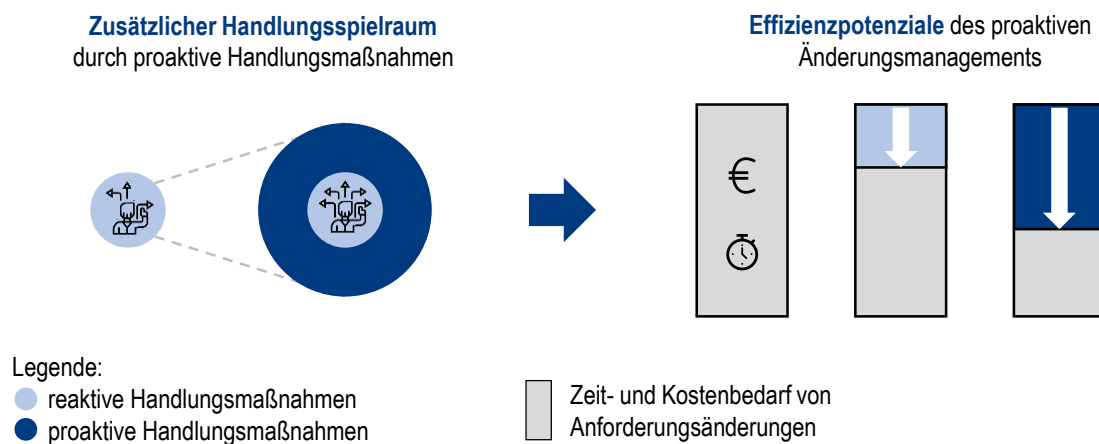 Zusätzlicher Handlungsspielraum
durch proaktive Handlungsmaßnahmen
Effizienzpotenziale des proaktiven
Änderungsmanagements
€
Legende:
reaktive Handlungsmaßnahmen
proaktive Handlungsmaßnahmen
Zeit- und Kostenbedarf von
Anforderungsänderungen